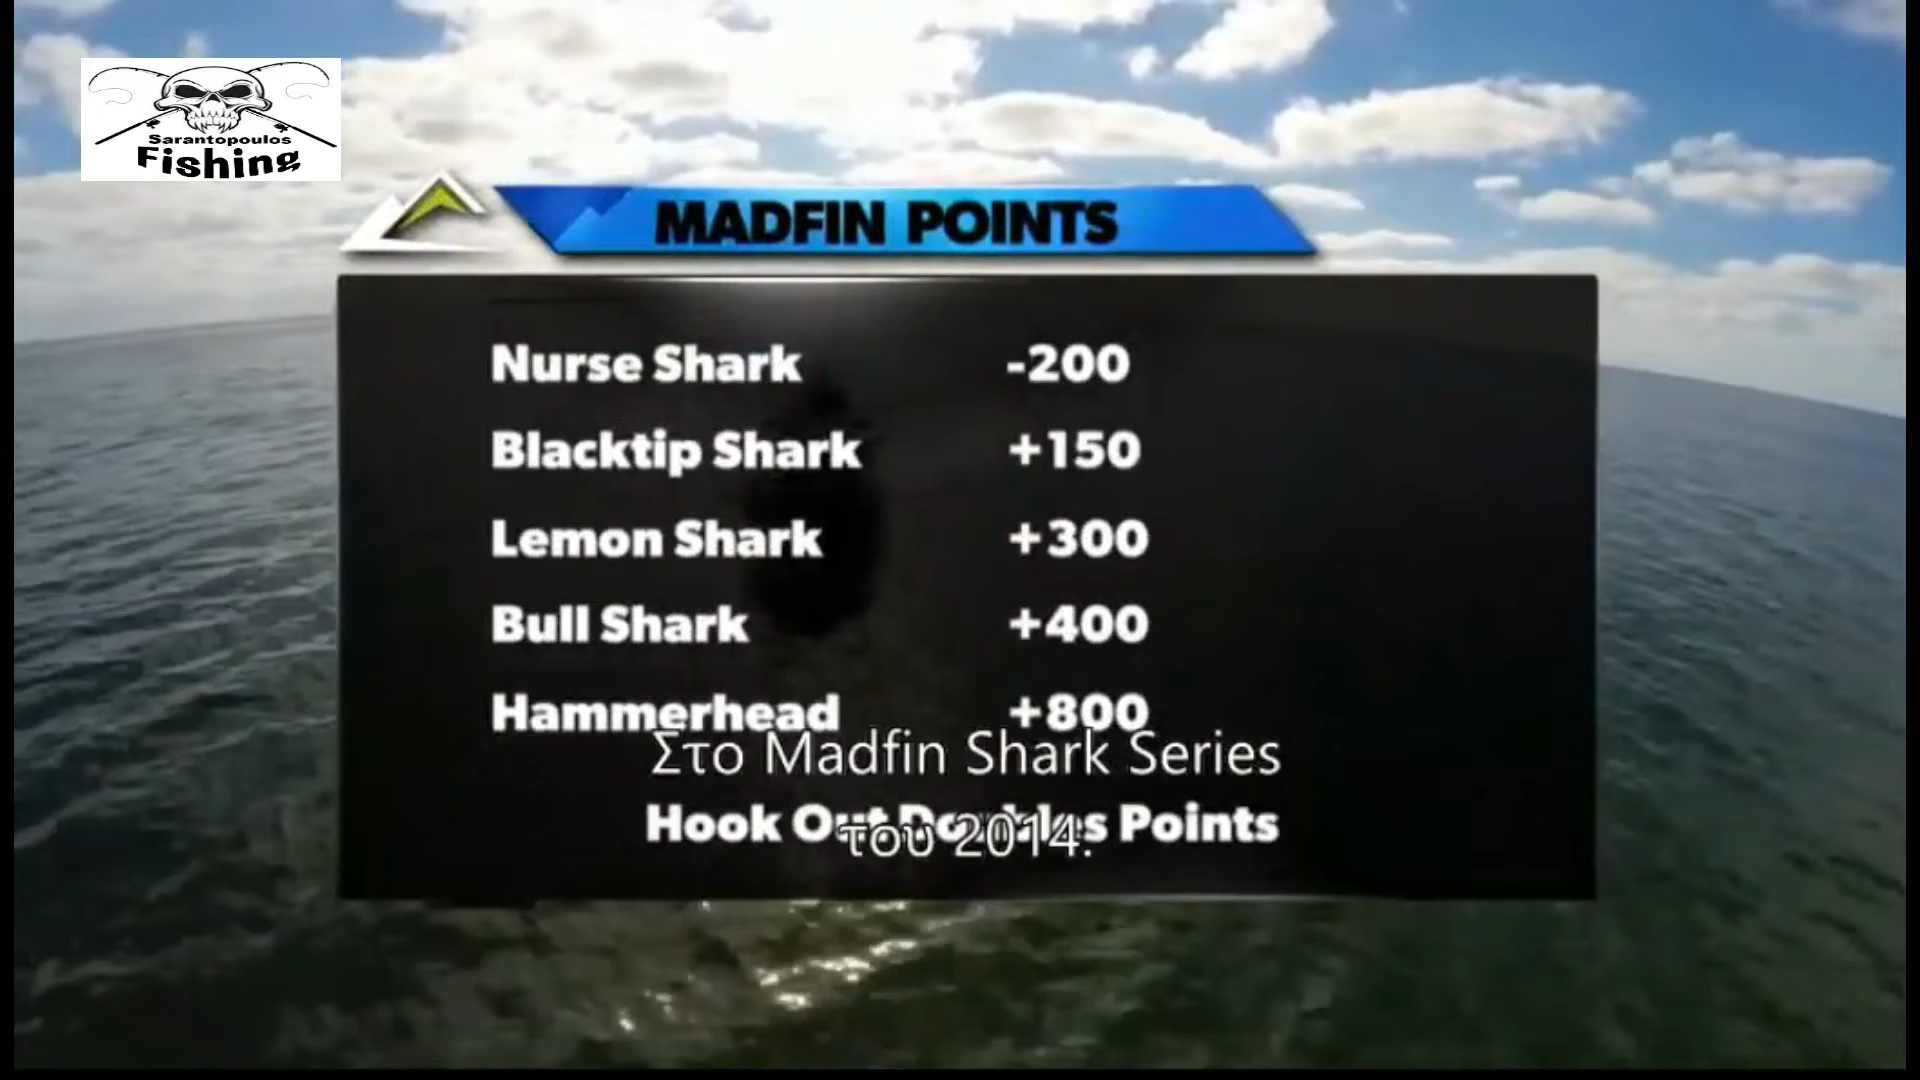 Sarantopoulos
Fishing
MADFIN POINTS
Nurse Shark -200
Blacktip Shark +150
Lemon Shark +300
Bull Shark +400
Hammerhead +800
Στο Madfin Shark Series
Hook Out Doubles Points
του 2014.